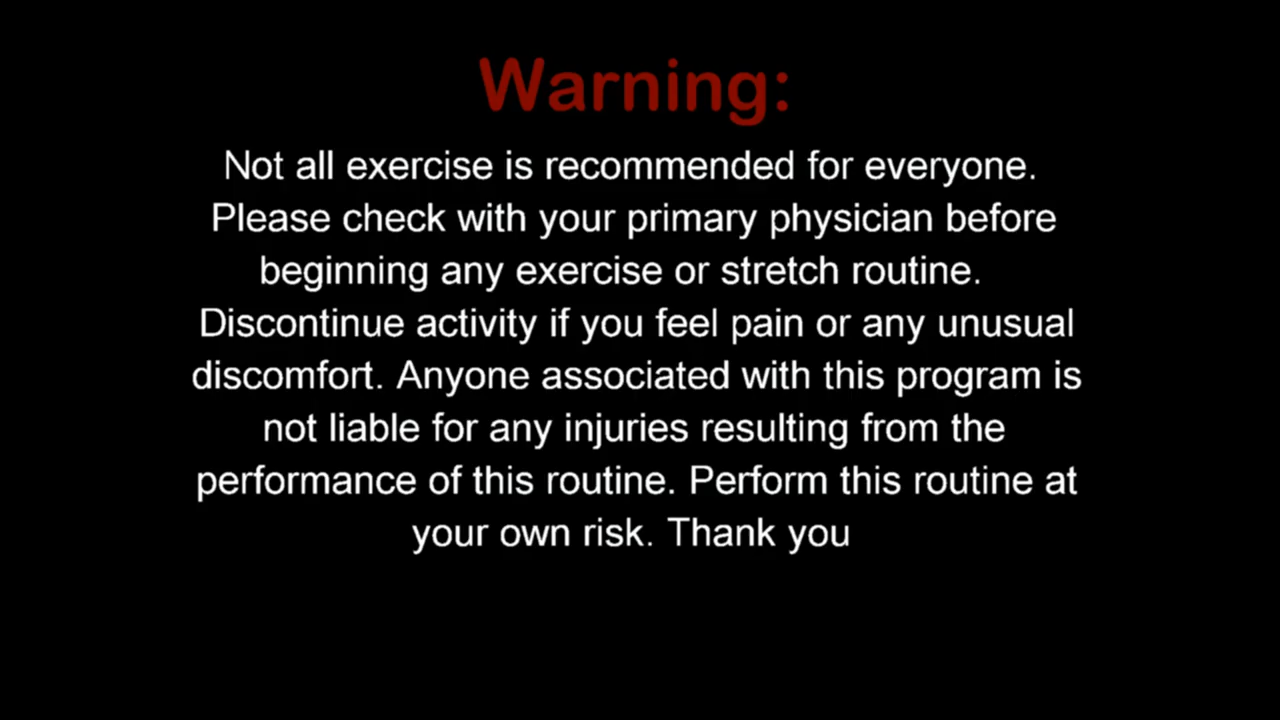 Warning:
Not all exercise is recommended for everyone.
Please check with your primary physician before
beginning any exercise or stretch routine.
Discontinue activity if you feel pain or any unusual
discomfort. Anyone associated with this program is
not liable for any injuries resulting from the
performance of this routine. Perform this routine at
your own risk. Thank you